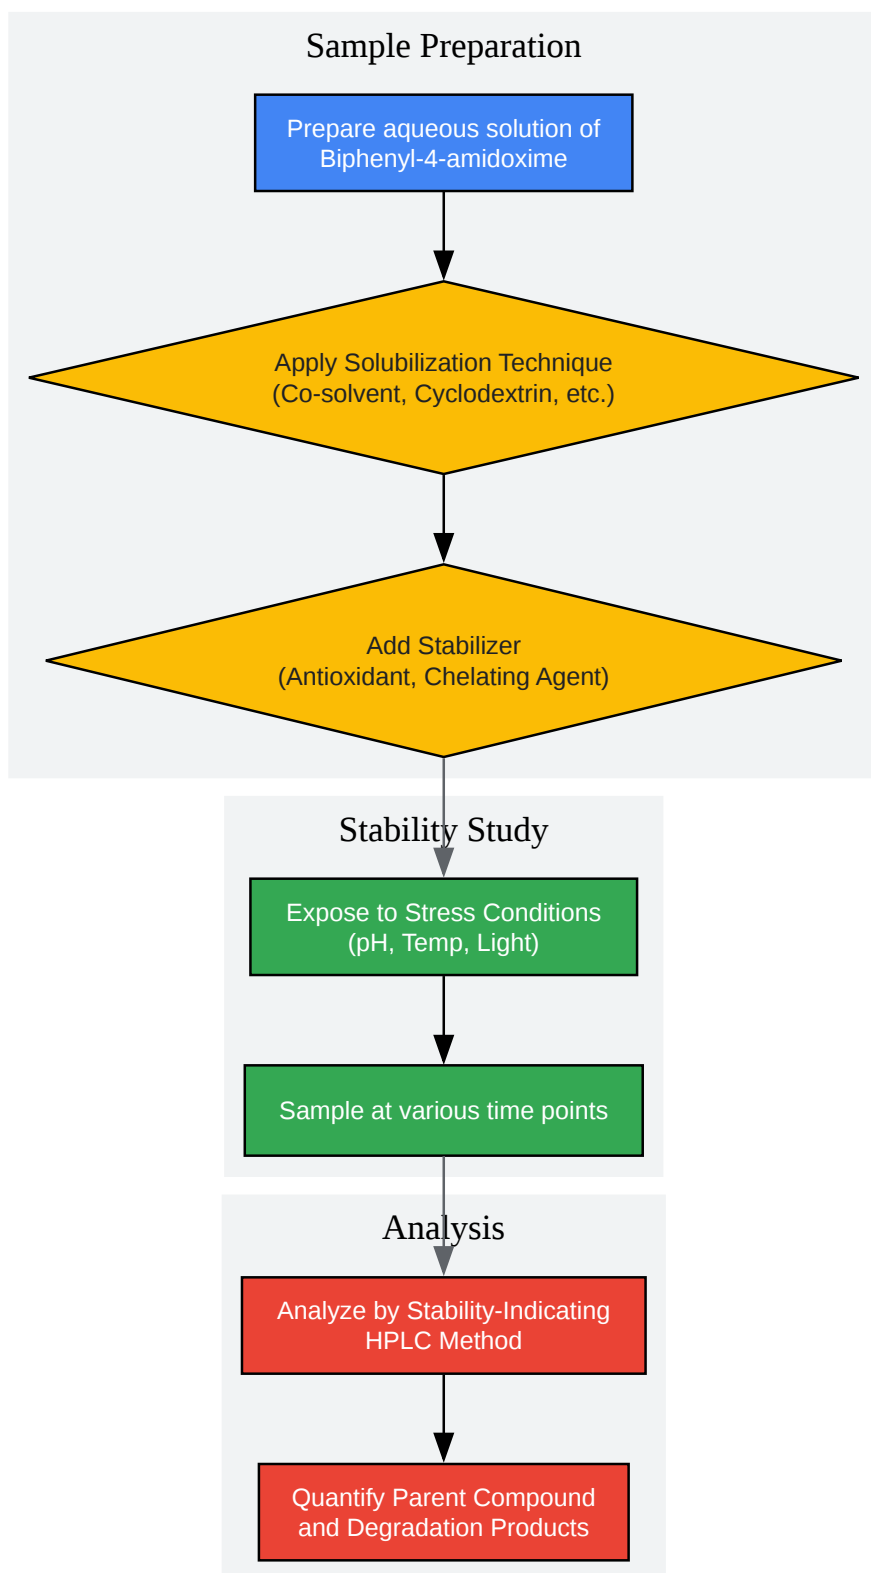 Sample Preparation
Prepare aqueous solution of
Biphenyl-4-amidoxime
Apply Solubilization Technique
(Co-solvent, Cyclodextrin, etc.)
Add Stabilizer
(Antioxidant, Chelating Agent)
Stability Study
Expose to Stress Conditions
(pH, Temp, Light)
Sample at various time points
Analysis
Analyze by Stability-Indicating
HPLC Method
Quantify Parent Compound
and Degradation Products